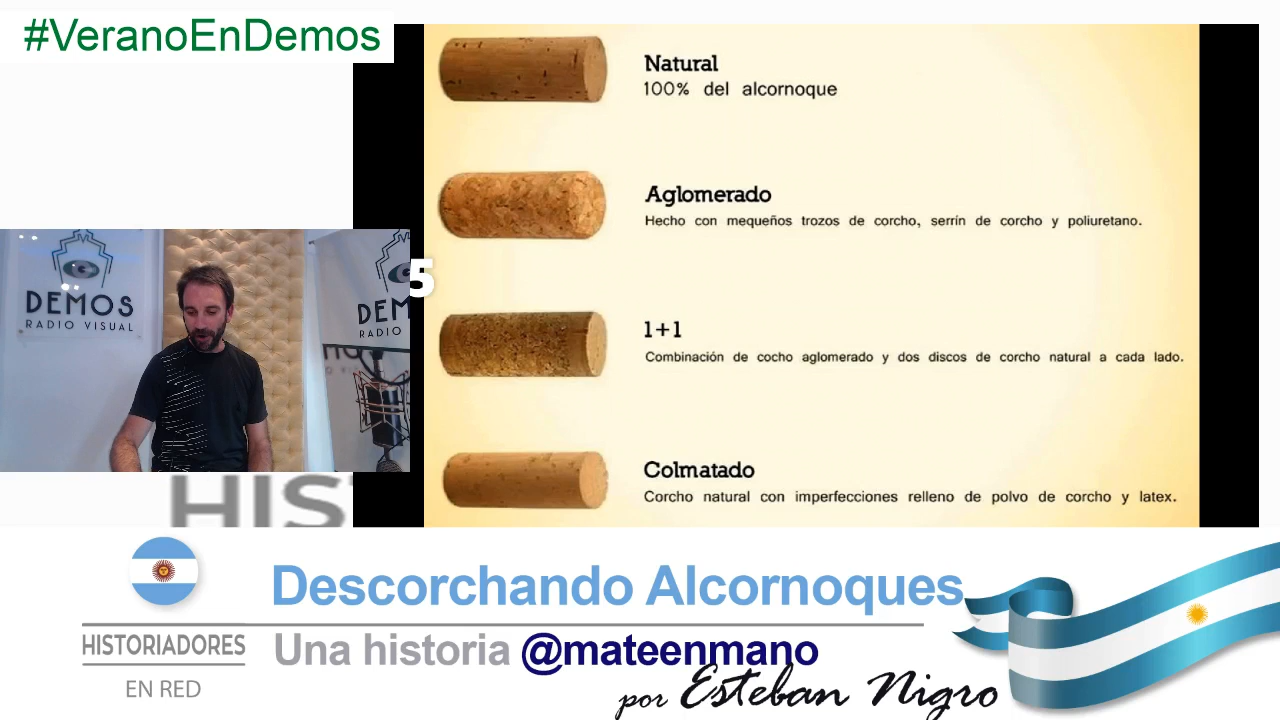 #VeranoEnDemos
Natural
100% del alcornoque
Aglomerado
Hecho con mequeños trozos de corcho, serrín de corcho y poliuretano.
1+1
Combinación de cocho aglomerado y dos discos de corcho natural a cada lado.
Colmatado
Corcho natural con imperfecciones relleno de polvo de corcho y latex.
DEMOS
RADIO VISUAL
DEM
RADIO
5
HIS
Descorchando Alcornoques
HISTORIADORES
EN RED
Una historia @mateenmano
por Esteban Nigro